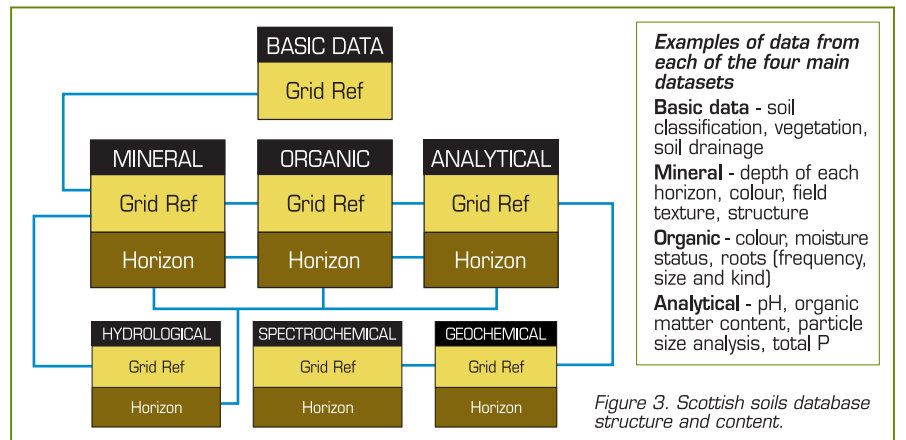 BASIC DATA
Grid Ref
MINERAL
ORGANIC
ANALYTICAL
Grid Ref
Grid Ref
Grid Ref
Horizon
Horizon
Horizon
HYDROLOGICAL
SPECTROCHEMICAL
GEOCHEMICAL
Grid Ref
Grid Ref
Grid Ref
Horizon
Horizon
Horizon
Examples of data from
each of the four main
datasets
Basic data - soil
classification, vegetation,
soil drainage
Mineral - depth of each
horizon, colour, field
texture, structure
Organic - colour, moisture
status, roots (frequency,
size and kind)
Analytical - pH, organic
matter content, particle
size analysis, total P
Figure 3. Scottish soils database
structure and content.